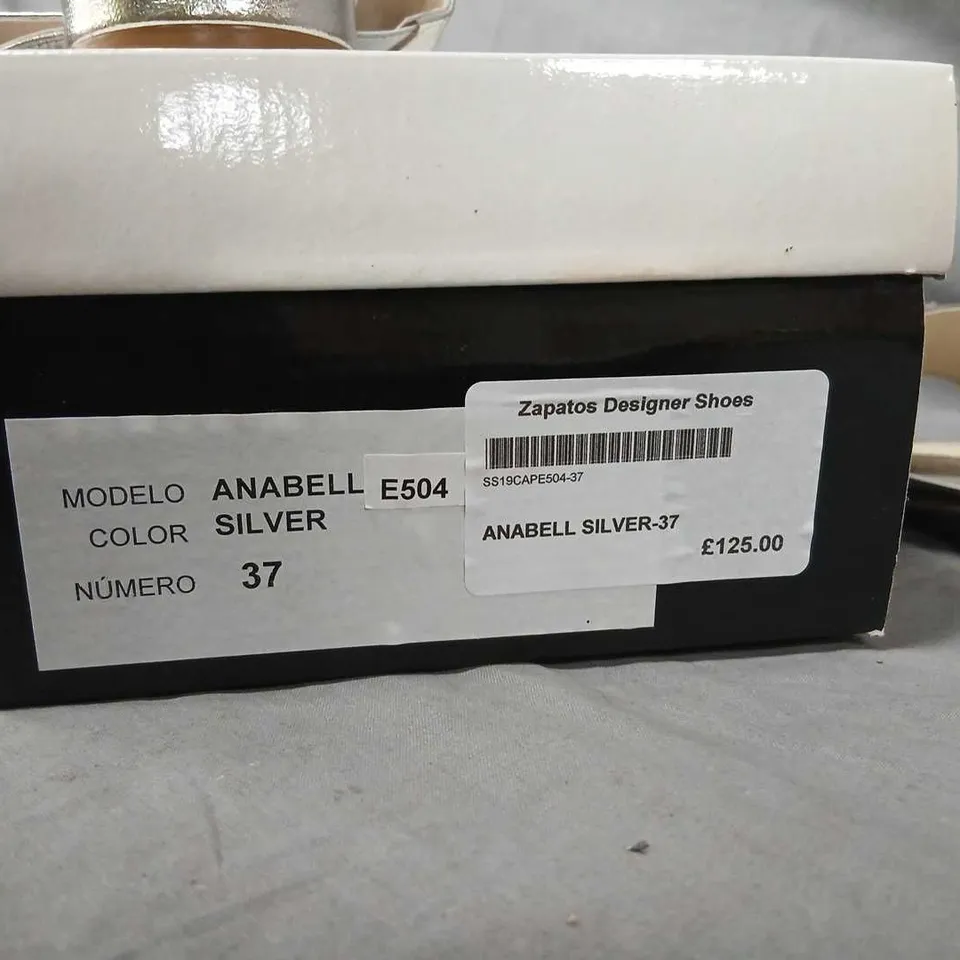 MODELO ANABELL E504
COLOR SILVER
NÚMERO 37
Zapatos Designer Shoes
SS19CAPE504-37
ANABELL SILVER-37
£125.00